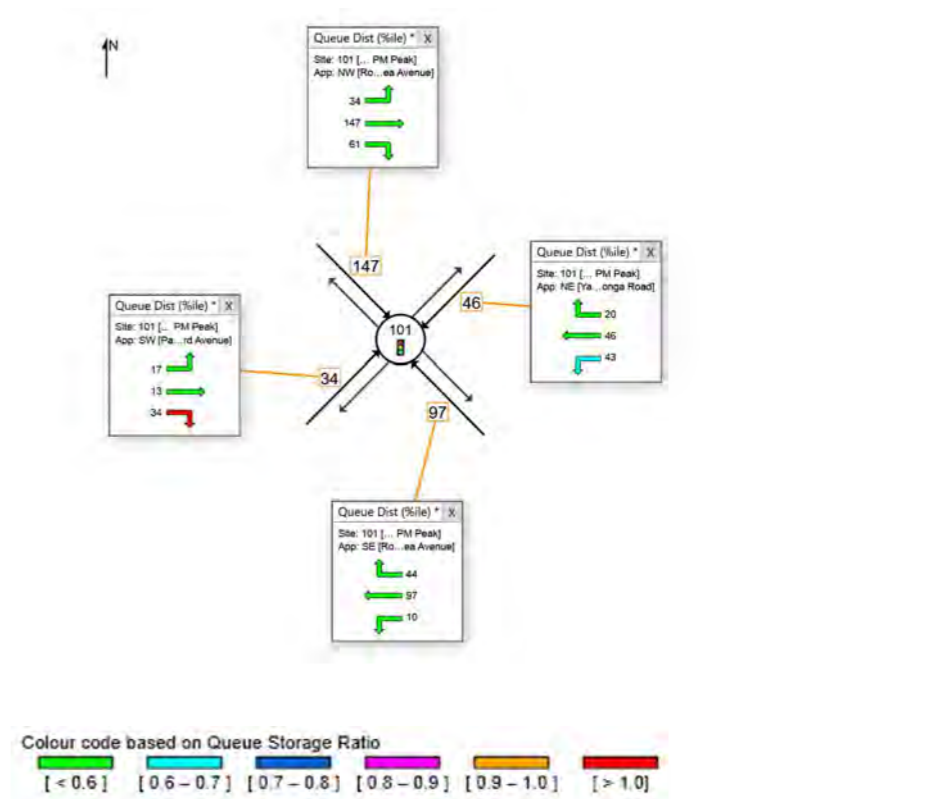 N
Queue Dist (%ile) * X
Site: 101 [... PM Peak]
App: NW [Ro...ea Avenue]
34
147
61
147
Queue Dist (%ile) * X
Site: 101 [... PM Peak]
App: NE [Ya...onga Road]
20
46
43
46
101
Queue Dist (%ile) * X
Site: 101 [... PM Peak]
App: SW [Pa...rd Avenue]
17
13
34
34
97
Queue Dist (%ile) * X
Site: 101 [... PM Peak]
App: SE [Ro...ea Avenue]
44
97
10
Colour code based on Queue Storage Ratio
[ < 0.6 ] [ 0.6 – 0.7 ] [ 0.7 – 0.8 ] [ 0.8 – 0.9 ] [ 0.9 – 1.0 ] [ > 1.0 ]